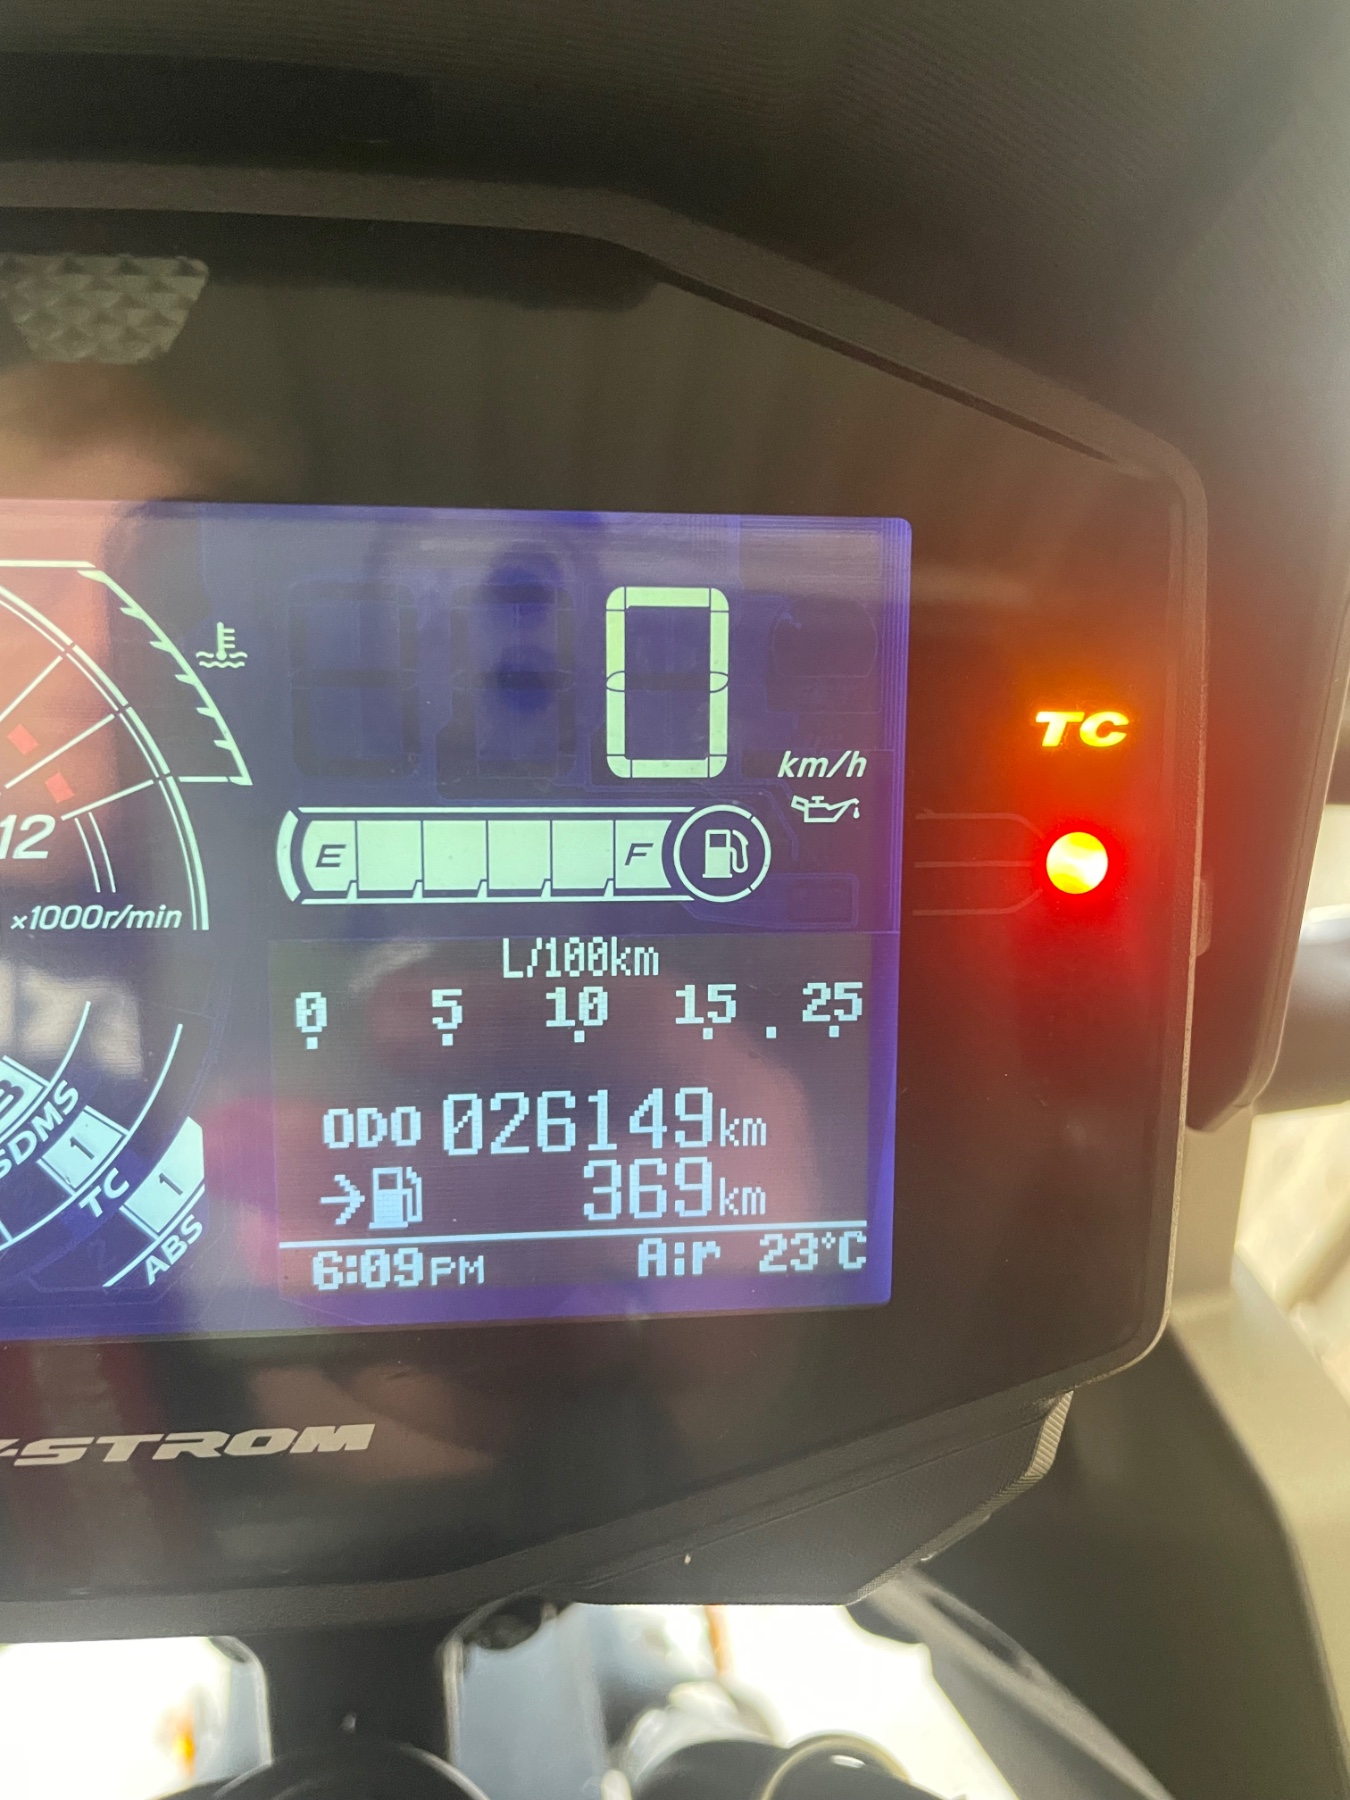 0
km/h
TC
E F
12
×1000r/min
L/100km
0 5 10 15 . 25
ODO 026149km
369km
SDMS
1
TC
1
ABS
6:09PM Air 23°C
-STROM